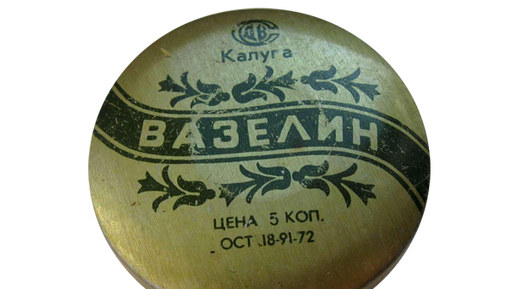 Калуга
ВАЗЕЛИН
ЦЕНА 5 КОП.
ОСТ 18-91-72